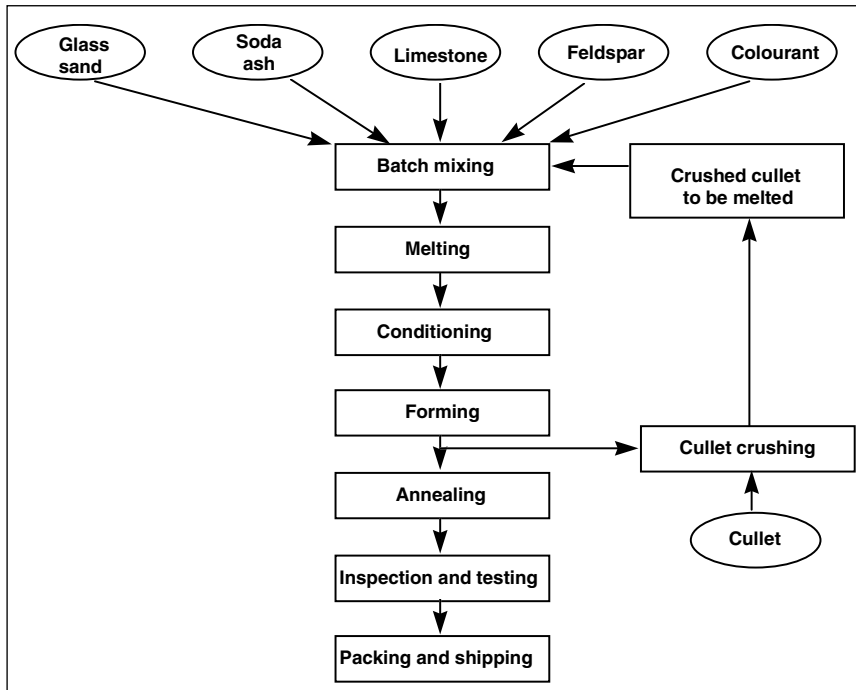 Glass
sand
Soda
ash
Limestone
Feldspar
Colourant
Batch mixing
Crushed cullet
to be melted
Melting
Conditioning
Forming
Cullet crushing
Annealing
Cullet
Inspection and testing
Packing and shipping